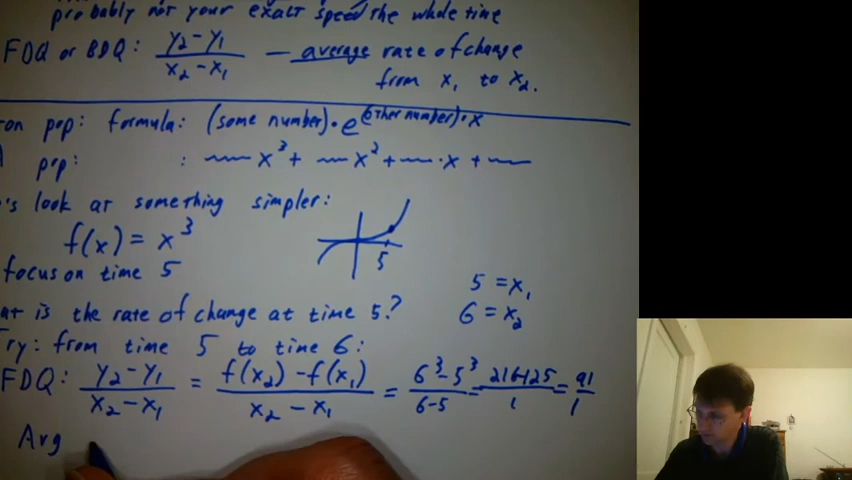 probably not your exact speed the whole time
FDQ or BDQ: y₂-y₁ / x₂-x₁ — average rate of change
from x₁ to x₂.
pop: formula: (some number)·e^(other number)·x
pop: : x³ + x² + ·x +
look at something simpler:
f(x) = x³
focus on time 5
5
5 = x₁
is the rate of change at time 5?
6 = x₂
Try: from time 5 to time 6:
FDQ: y₂-y₁ / x₂-x₁ = f(x₂)-f(x₁) / x₂-x₁ = 6³-5³ / 6-5 = 216-125 / 1 = 91 / 1
Avg